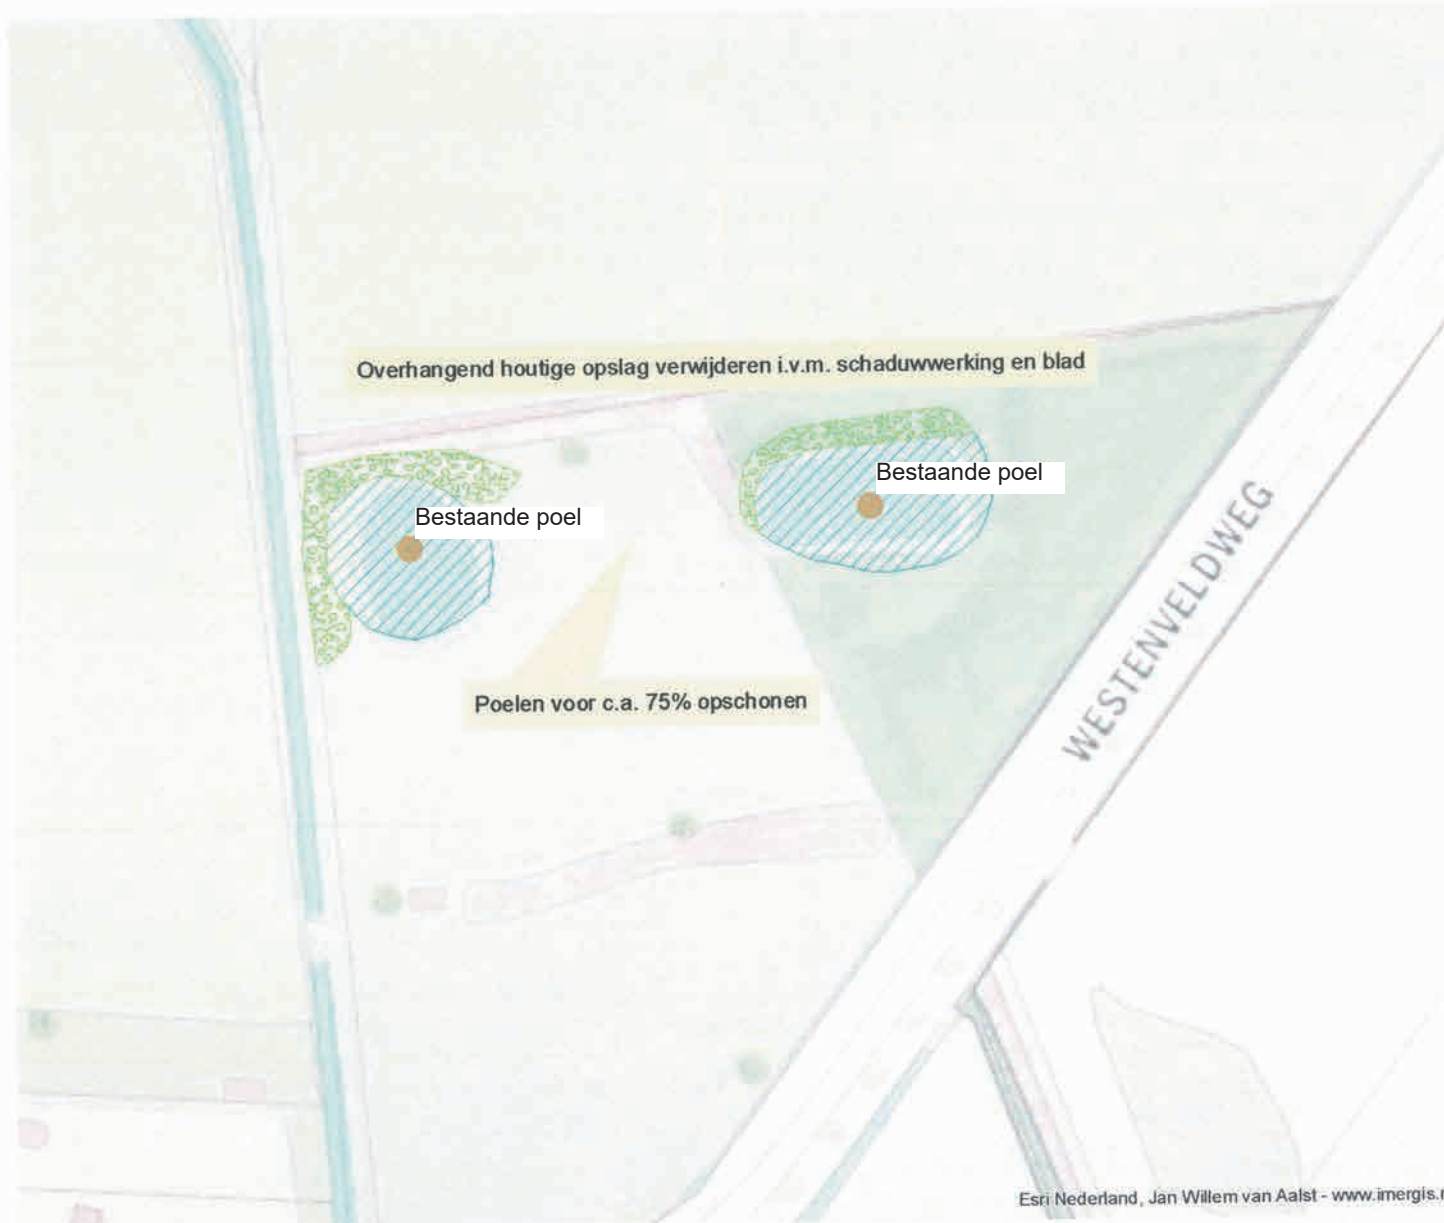 Overhangend houtige opslag verwijderen i.v.m. schaduwwerking en blad
Bestaande poel
Bestaande poel
WESTENVELDWEG
Poelen voor c.a. 75% opschonen
Esri Nederland, Jan Willem van Aalst - www.imergis.n